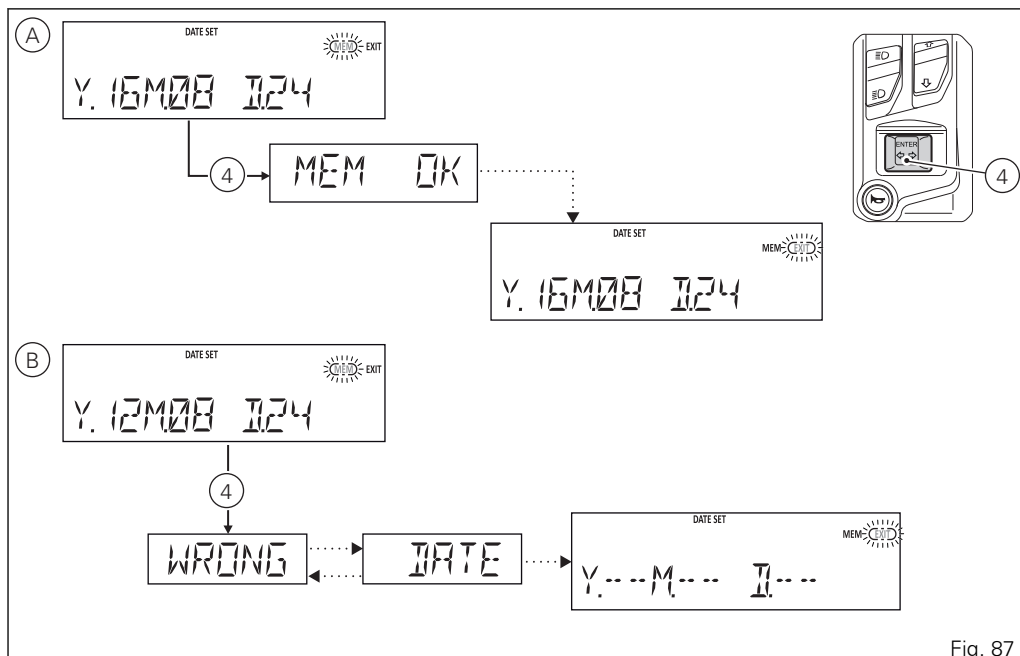 A
DATE SET
MEM EXIT
Y. 16M.08 D.24
4
MEM OK
DATE SET
MEM EXIT
Y. 16M.08 D.24
ENTER
4
B
DATE SET
MEM EXIT
Y. 12M.08 D.24
4
WRONG
DATE
DATE SET
MEM EXIT
Y.--M.-- D.--
Fig. 87